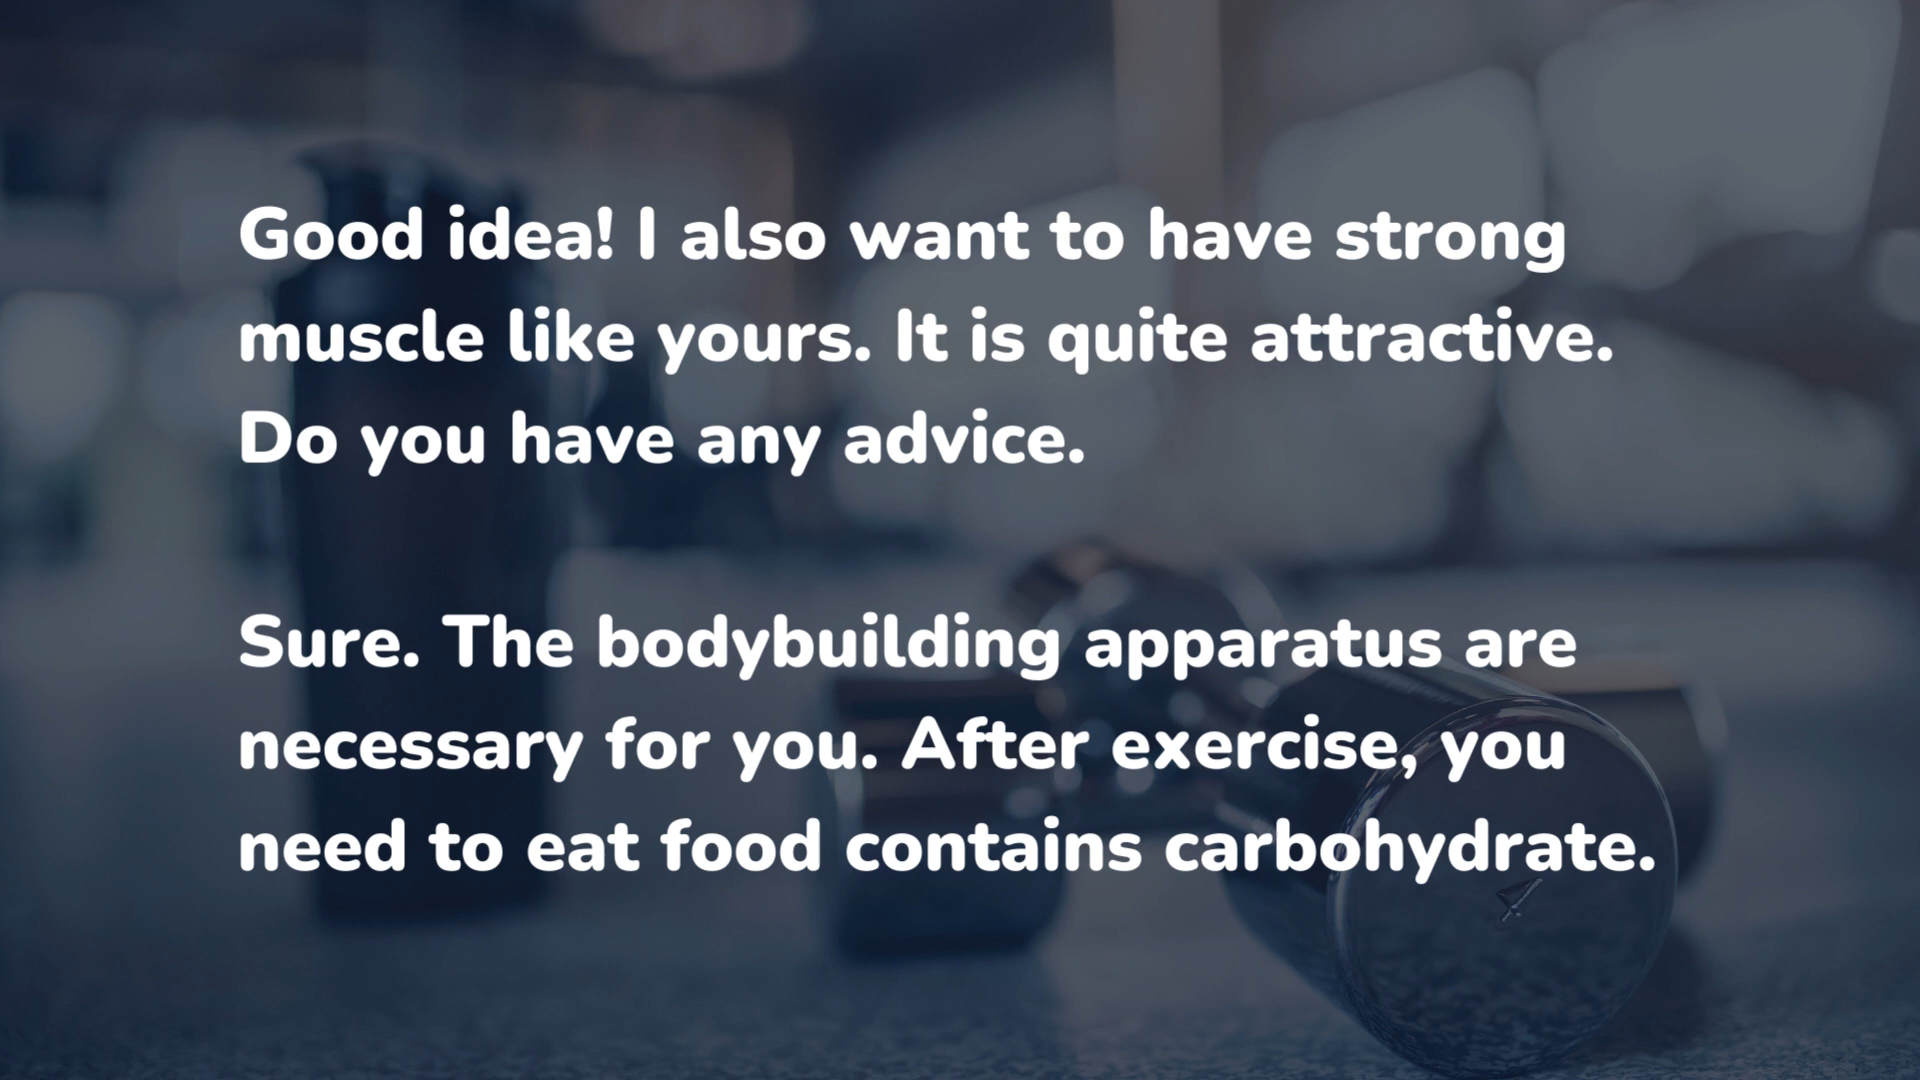 Good idea! I also want to have strong
muscle like yours. It is quite attractive.
Do you have any advice.
Sure. The bodybuilding apparatus are
necessary for you. After exercise, you
need to eat food contains carbohydrate.
4